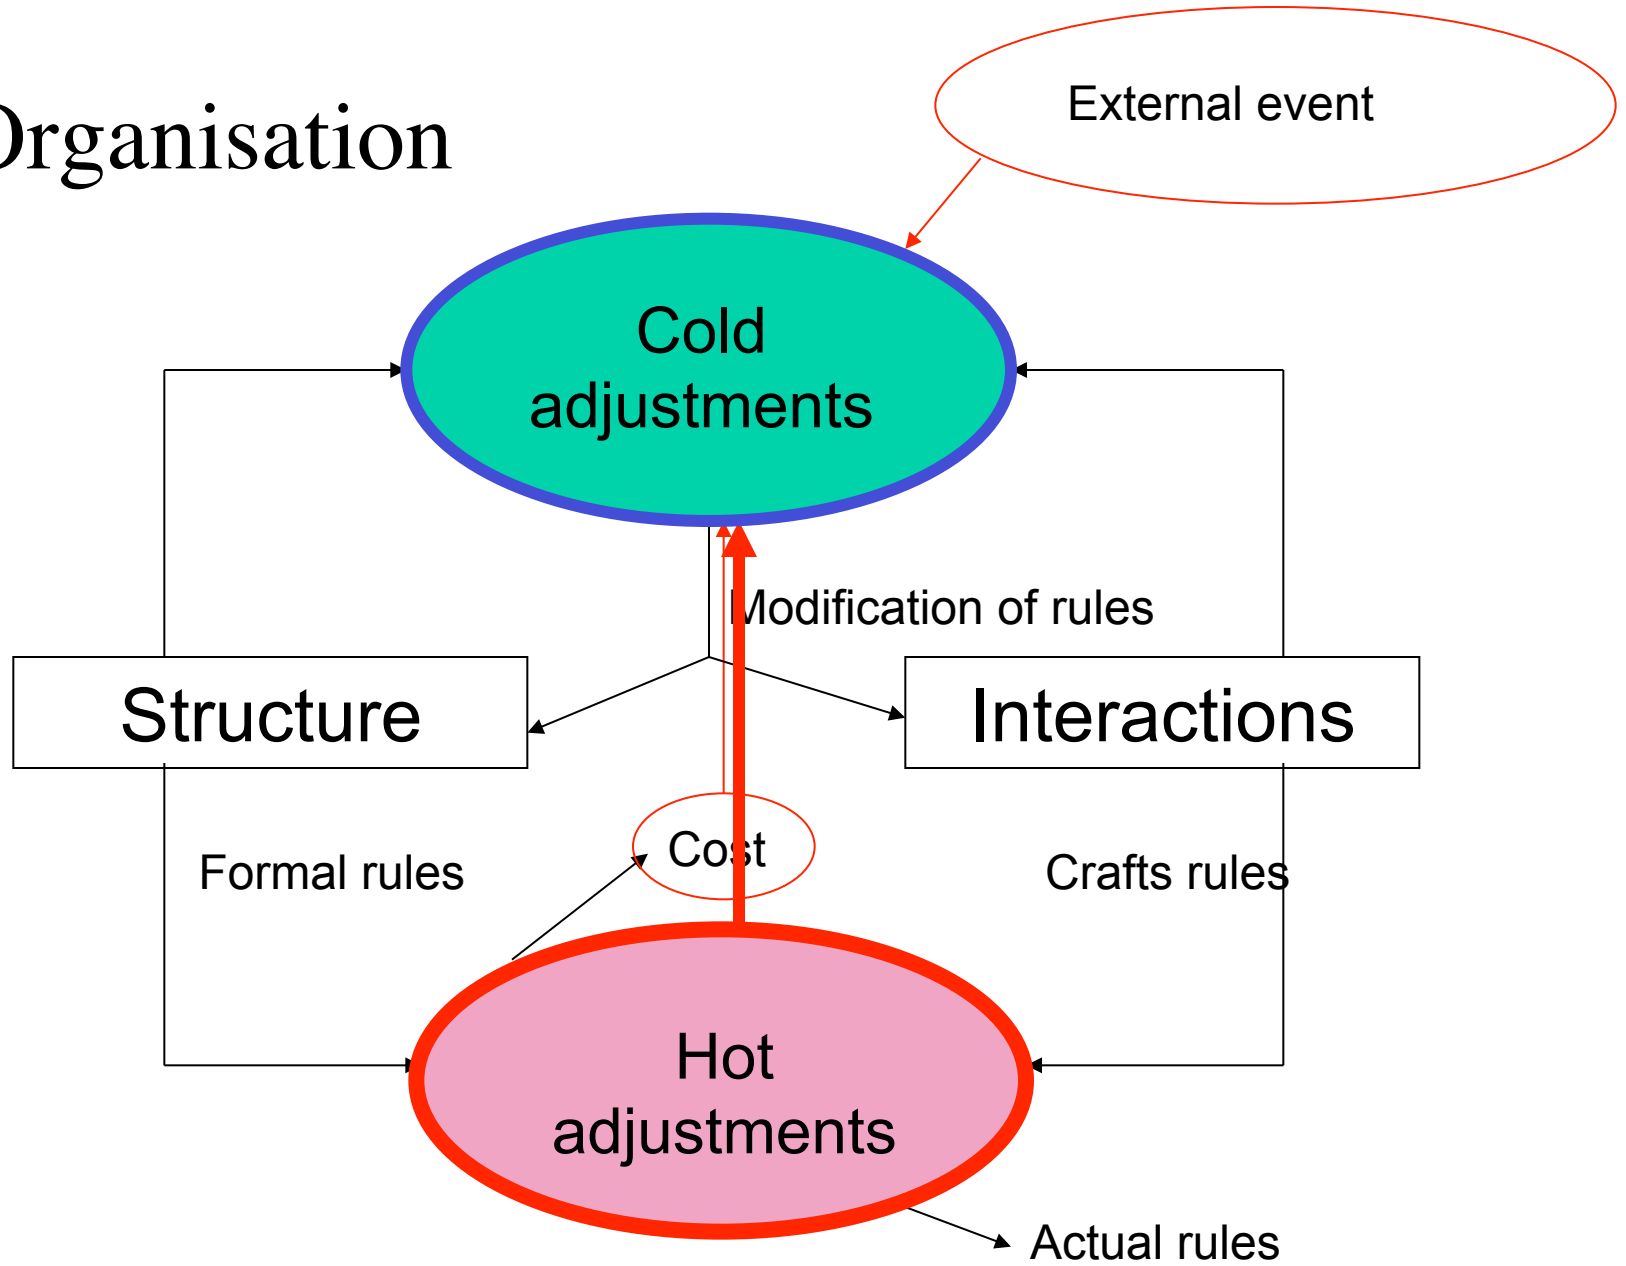 Organisation
External event
Cold
adjustments
Modification of rules
Structure
Interactions
Cost
Formal rules
Crafts rules
Hot
adjustments
Actual rules